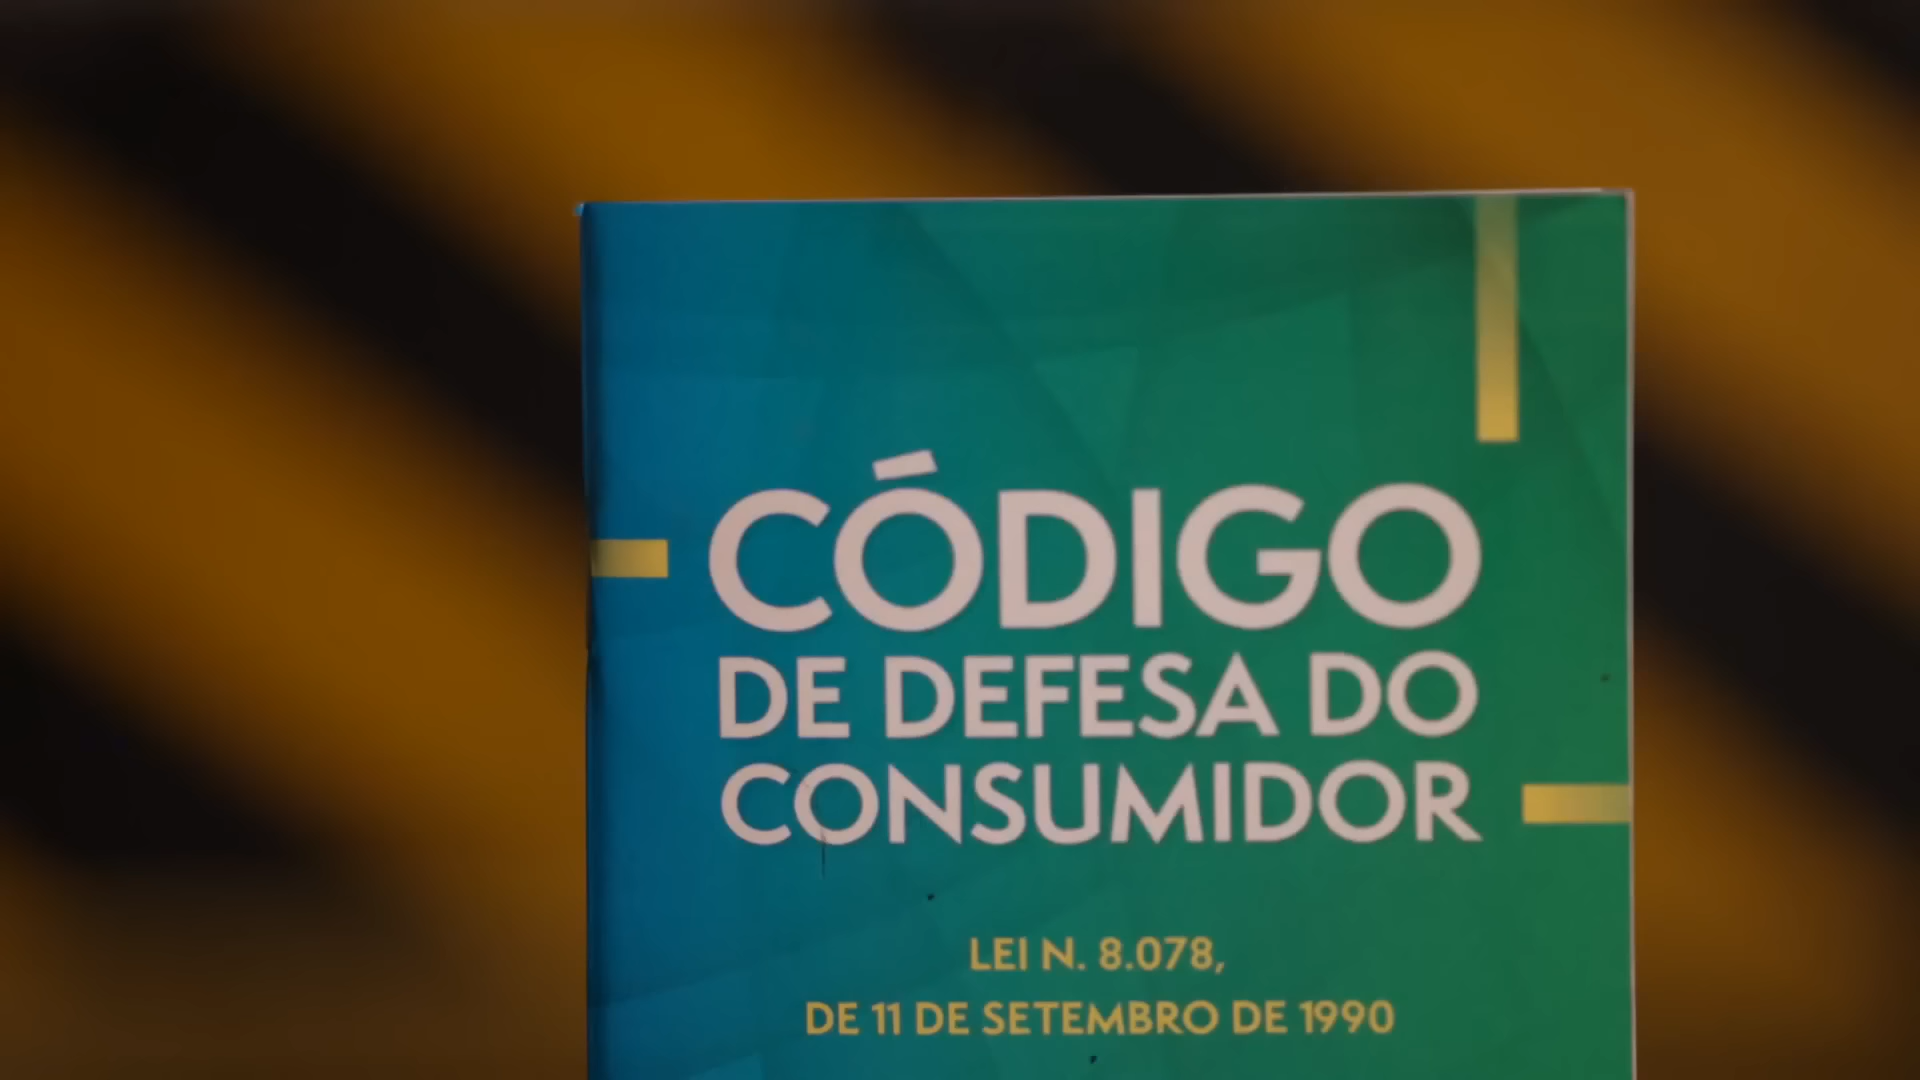 CÓDIGO
DE DEFESA DO
CONSUMIDOR
LEI N. 8.078,
DE 11 DE SETEMBRO DE 1990